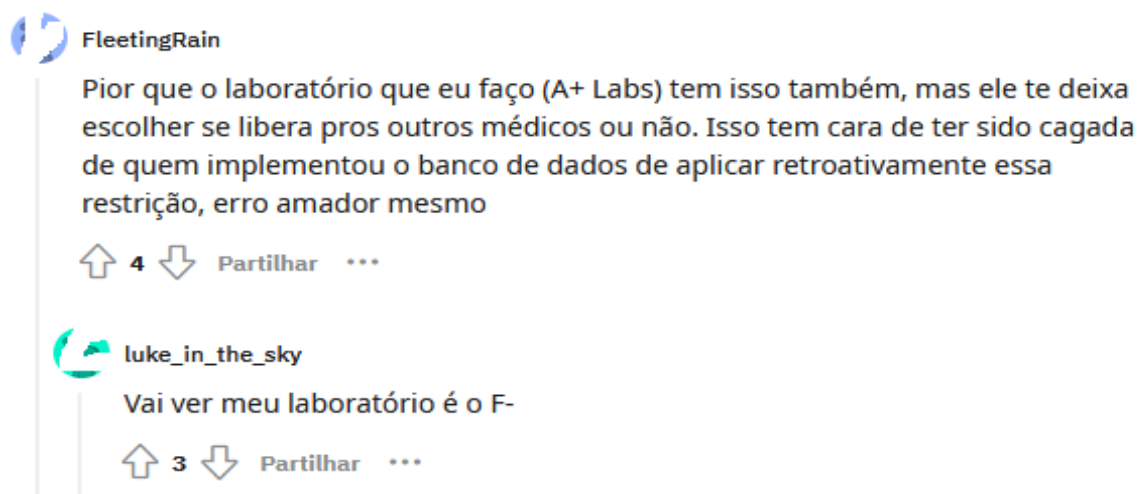 FleetingRain
Pior que o laboratório que eu faço (A+ Labs) tem isso também, mas ele te deixa
escolher se libera pros outros médicos ou não. Isso tem cara de ter sido cagada
de quem implementou o banco de dados de aplicar retroativamente essa
restrição, erro amador mesmo
4 Partilhar ···
luke_in_the_sky
Vai ver meu laboratório é o F-
3 Partilhar ···